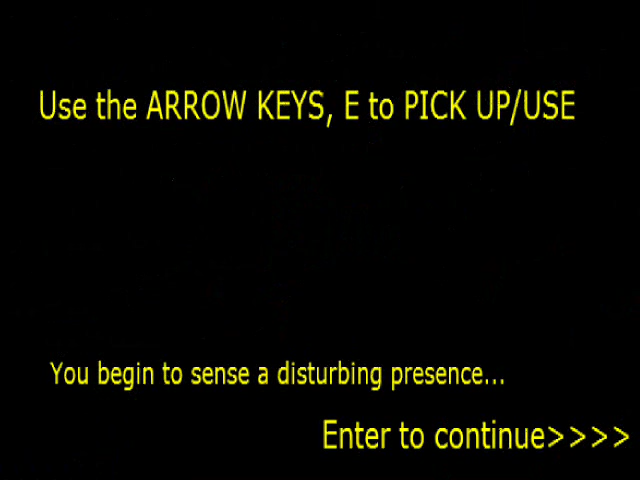 Use the ARROW KEYS, E to PICK UP/USE
You begin to sense a disturbing presence...
Enter to continue>>>>